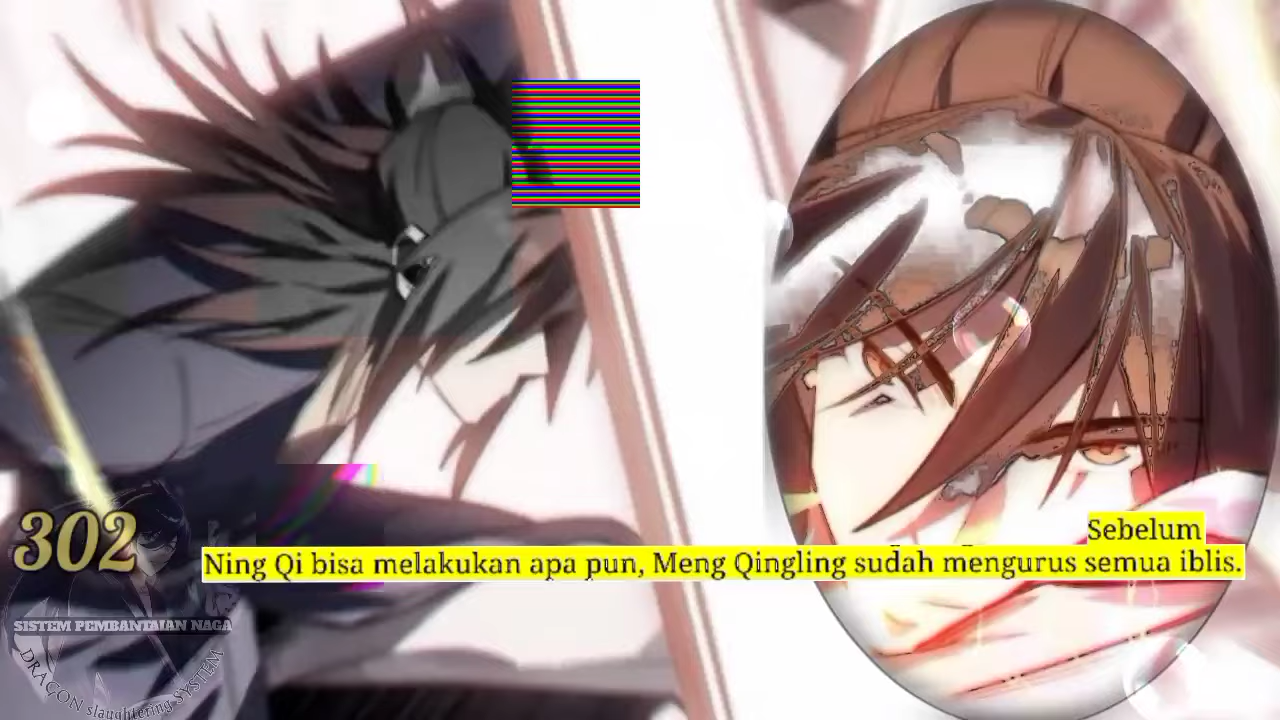 Sebelum
Ning Qi bisa melakukan apa pun, Meng Qingling sudah mengurus semua iblis.
302
SISTEM PEMBANTAIAN NAGA
DRAGON slaughtering SYSTEM